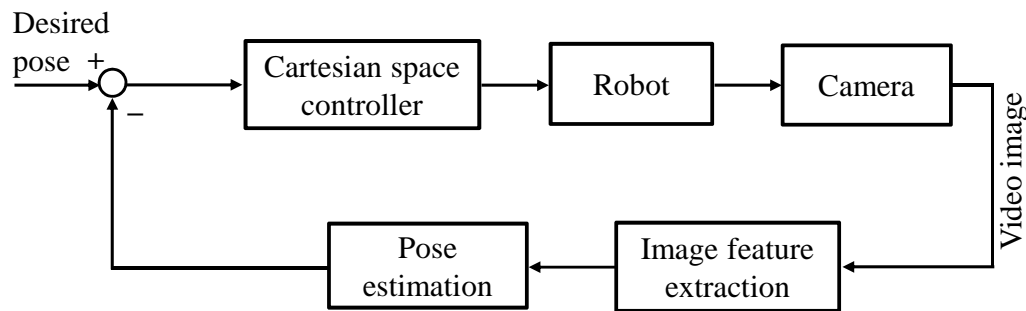 Desired
pose
+
−
Cartesian space
controller
Robot
Camera
Video image
Image feature
extraction
Pose
estimation